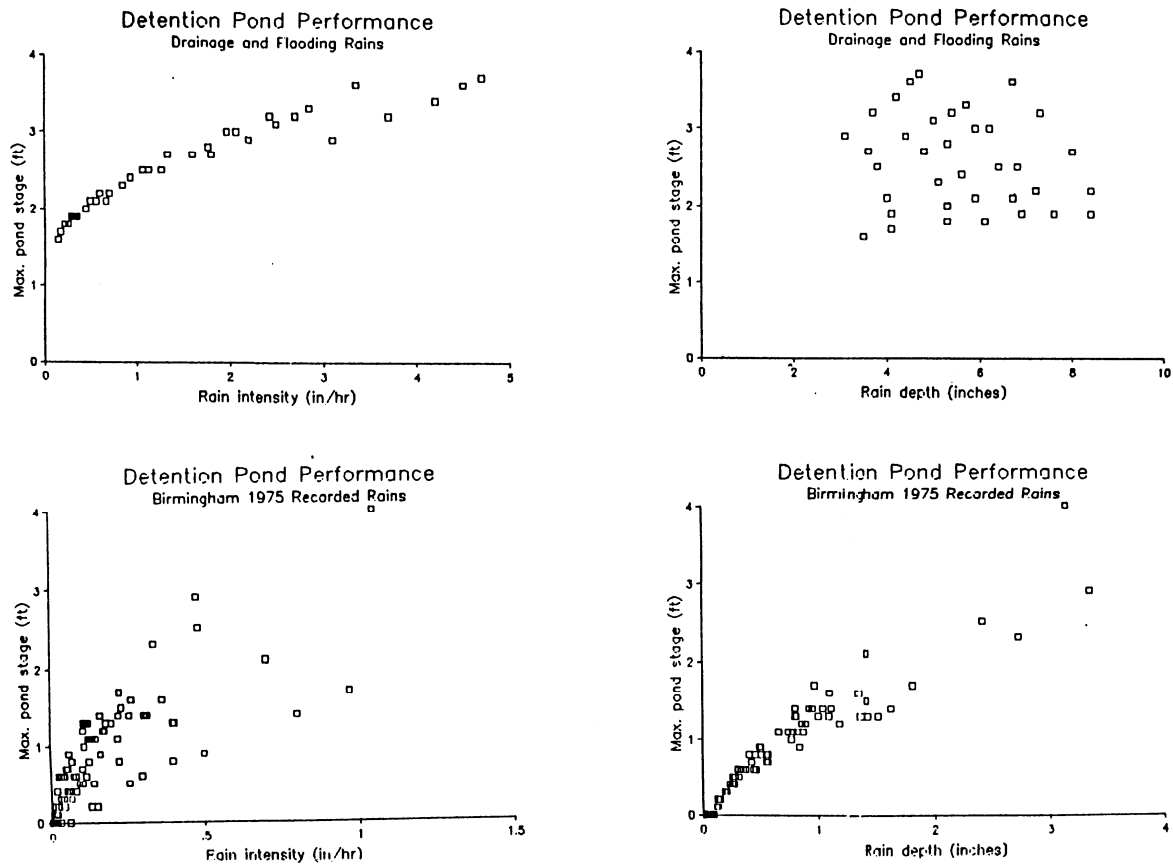 Detention Pond Performance
Drainage and Flooding Rains
4
3
2
1
0
Max. pond stage (ft)
0 1 2 3 4 5
Rain intensity (in/hr)
Detention Pond Performance
Drainage and Flooding Rains
4
3
2
1
0
Max. pond stage (ft)
0 2 4 6 8 10
Rain depth (inches)
Detention Pond Performance
Birmingham 1975 Recorded Rains
4
3
2
1
0
Max. pond stage (ft)
0 .5 1 1.5
Rain intensity (in/hr)
Detention Pond Performance
Birmingham 1975 Recorded Rains
4
3
2
1
0
Max. pond stage (ft)
0 1 2 3 4
Rain depth (inches)